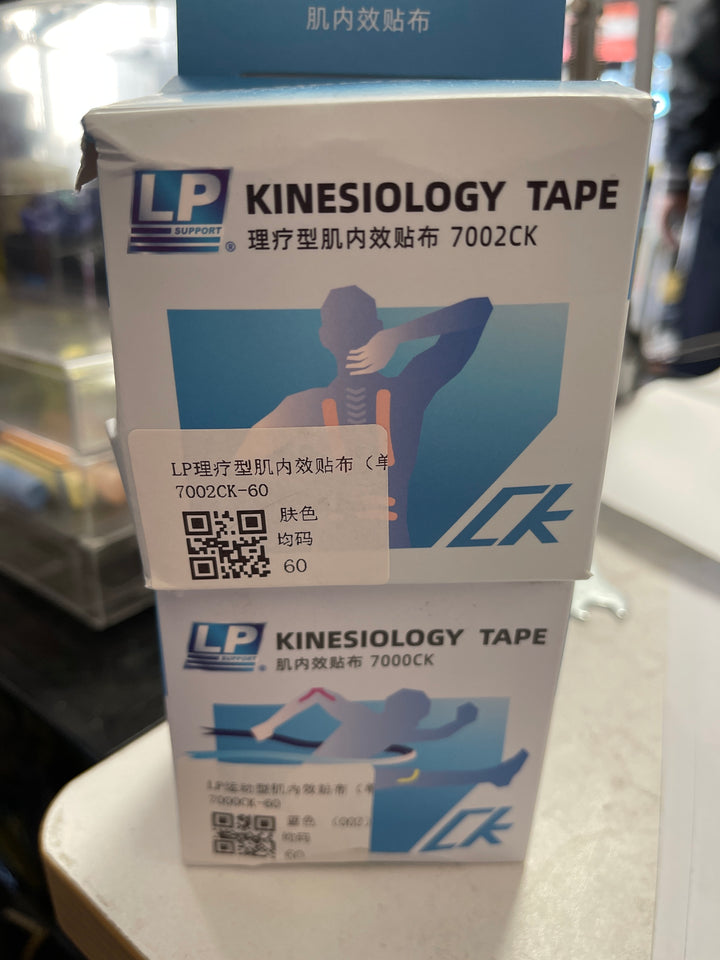 肌内效贴布
LP
SUPPORT®
KINESIOLOGY TAPE
理疗型肌内效贴布 7002CK
LP理疗型肌内效贴布（单
7002CK-60
肤色
均码
60
CK
LP
SUPPORT®
KINESIOLOGY TAPE
肌内效贴布 7000CK
LP运动型肌内效贴布（单
7000CK-60
蓝色 (002)
均码
60
CK